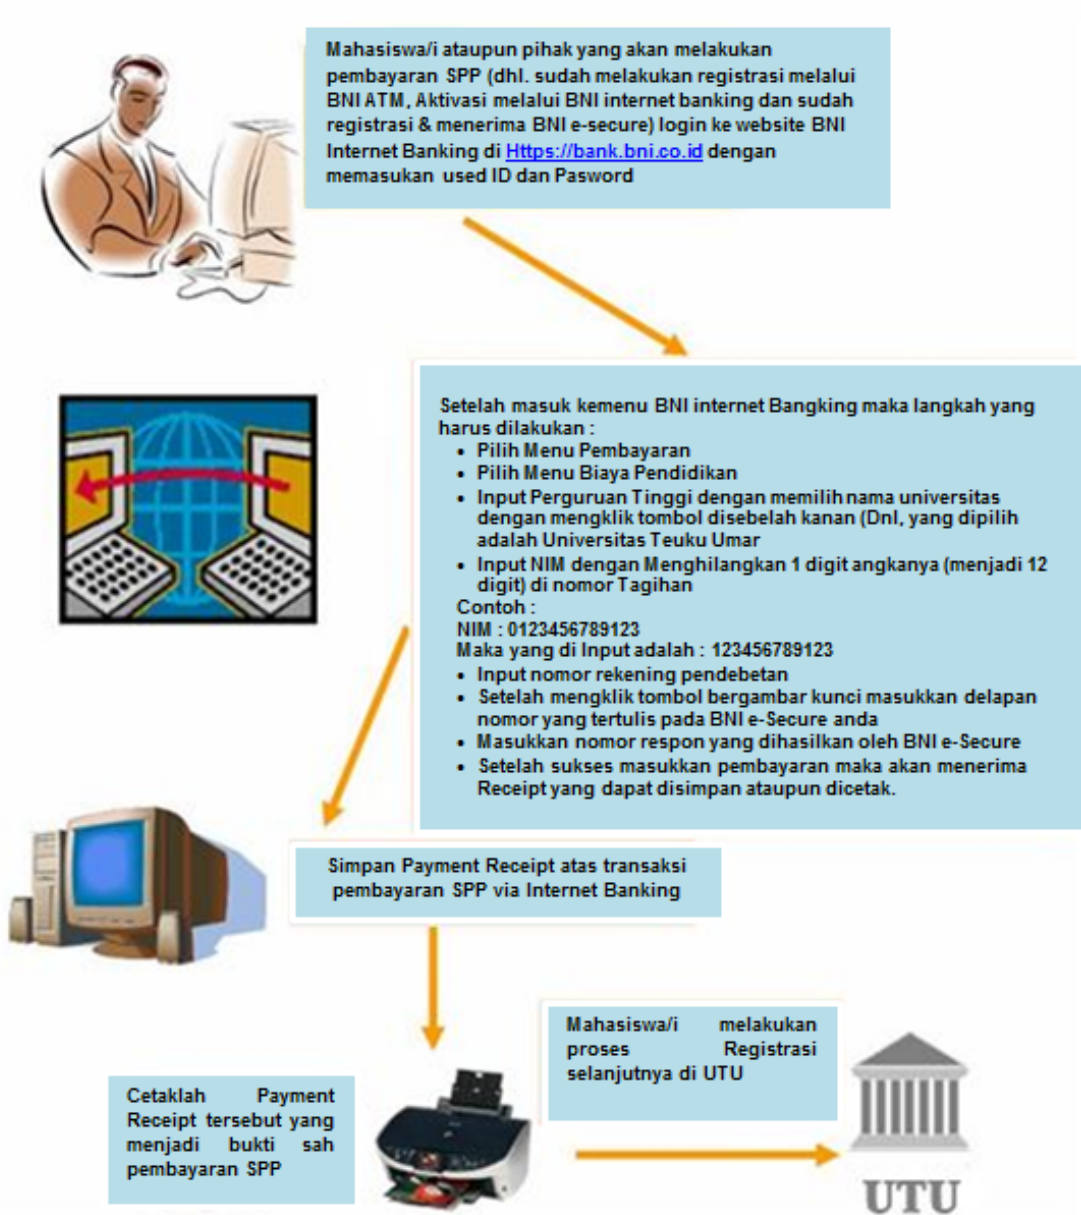 Mahasiswa/i ataupun pihak yang akan melakukan
pembayaran SPP (dhl. sudah melakukan registrasi melalui
BNI ATM, Aktivasi melalui BNI internet banking dan sudah
registrasi & menerima BNI e-secure) login ke website BNI
Internet Banking di Https://bank.bni.co.id dengan
memasukan used ID dan Pasword
Setelah masuk kemenu BNI internet Bangking maka langkah yang
harus dilakukan :
• Pilih Menu Pembayaran
• Pilih Menu Biaya Pendidikan
• Input Perguruan Tinggi dengan memilih nama universitas
dengan mengklik tombol disebelah kanan (Dnl, yang dipilih
adalah Universitas Teuku Umar
• Input NIM dengan Menghilangkan 1 digit angkanya (menjadi 12
digit) di nomor Tagihan
Contoh :
NIM : 0123456789123
Maka yang di Input adalah : 123456789123
• Input nomor rekening pendebetan
• Setelah mengklik tombol bergambar kunci masukkan delapan
nomor yang tertulis pada BNI e-Secure anda
• Masukkan nomor respon yang dihasilkan oleh BNI e-Secure
• Setelah sukses masukkan pembayaran maka akan menerima
Receipt yang dapat disimpan ataupun dicetak.
Simpan Payment Receipt atas transaksi
pembayaran SPP via Internet Banking
Cetaklah Payment
Receipt tersebut yang
menjadi bukti sah
pembayaran SPP
Mahasiswa/i melakukan
proses Registrasi
selanjutnya di UTU
UTU